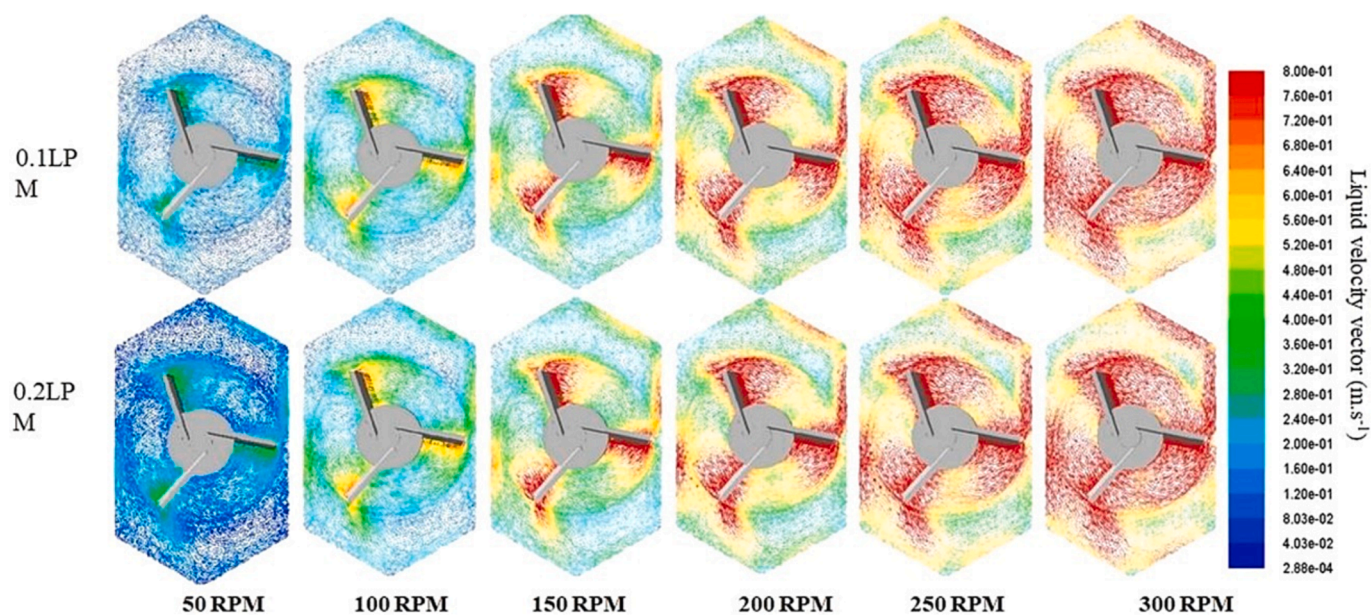 0.1LP
M
0.2LP
M
50 RPM
100 RPM
150 RPM
200 RPM
250 RPM
300 RPM
8.00e-01
7.60e-01
7.20e-01
6.80e-01
6.40e-01
6.00e-01
5.60e-01
5.20e-01
4.80e-01
4.40e-01
4.00e-01
3.60e-01
3.20e-01
2.80e-01
2.40e-01
2.00e-01
1.60e-01
1.20e-01
8.03e-02
4.03e-02
2.88e-04
Liquid velocity vector (m.s⁻¹)